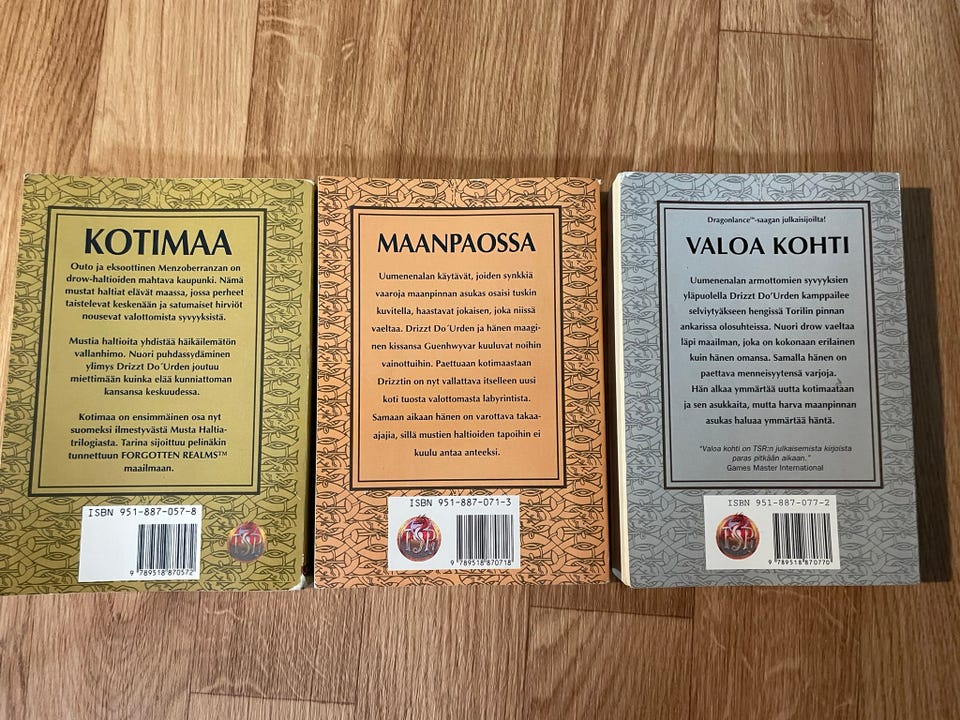 KOTIMAA
Outo ja eksoottinen Menzoberranzan on
drow-haltioiden mahtava kaupunki. Nämä
mustat haltiat elävät maassa, jossa perheet
taistelevat keskenään ja satumaiset hirviöt
nousevat valottomista syvyyksistä.
Mustia haltioita yhdistää häikäilemätön
vallanhimo. Nuori puhdassydäminen
ylimys Drizzt Do´Urden joutuu
miettimään kuinka elää kunniattoman
kansansa keskuudessa.
Kotimaa on ensimmäinen osa nyt
suomeksi ilmestyvästä Musta Haltia-
trilogiasta. Tarina sijoittuu pelinäkin
tunnettuun FORGOTTEN REALMS™
maailmaan.
ISBN 951-887-057-8
9 789518 870572
TSR
MAANPAOSSA
Uumenenalan käytävät, joiden synkkiä
vaaroja maanpinnan asukas osaisi tuskin
kuvitella, haastavat jokaisen, joka niissä
vaeltaa. Drizzt Do´Urden ja hänen maagi-
nen kissansa Guenhwyvar kuuluvat noihin
vainottuihin. Paettuaan kotimaastaan
Drizztin on nyt vallattava itselleen uusi
koti tuosta valottomasta labyrintista.
Samaan aikaan hänen on varottava takaa-
ajajia, sillä mustien haltioiden tapoihin ei
kuulu antaa anteeksi.
ISBN 951-887-071-3
TSR
9 789518 870718
Dragonlance™-saagan julkaisijoilta!
VALOA KOHTI
Uumenenalan armottomien syvyyksien
yläpuolella Drizzt Do´Urden kamppailee
selviytyäkseen hengissä Torilin pinnan
ankarissa olosuhteissa. Nuori drow vaeltaa
läpi maailman, joka on kokonaan erilainen
kuin hänen omansa. Samalla hänen on
paettava menneisyytensä varjoja.
Hän alkaa ymmärtää uutta kotimaataan
ja sen asukkaita, mutta harva maanpinnan
asukas haluaa ymmärtää häntä.
"Valoa kohti on TSR:n julkaisemista kirjoista
paras pitkään aikaan."
Games Master International
ISBN 951-887-077-2
TSR
9 789518 870770